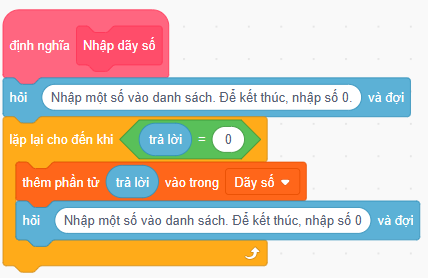 định nghĩa Nhập dãy số
hỏi Nhập một số vào danh sách. Để kết thúc, nhập số 0. và đợi
lặp lại cho đến khi trả lời = 0
thêm phần tử trả lời vào trong Dãy số
hỏi Nhập một số vào danh sách. Để kết thúc, nhập số 0 và đợi